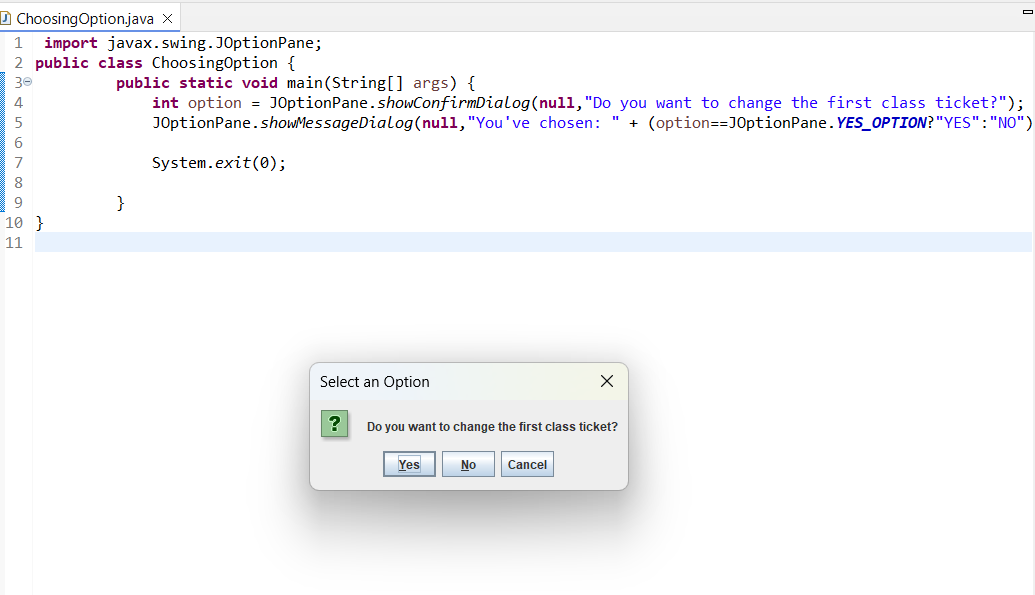 ChoosingOption.java
1 import javax.swing.JOptionPane;
2 public class ChoosingOption {
3 public static void main(String[] args) {
4 int option = JOptionPane.showConfirmDialog(null,"Do you want to change the first class ticket?");
5 JOptionPane.showMessageDialog(null,"You've chosen: " + (option==JOptionPane.YES_OPTION?"YES":"NO")
6
7 System.exit(0);
8
9 }
10 }
11
Select an Option
? Do you want to change the first class ticket?
Yes No Cancel